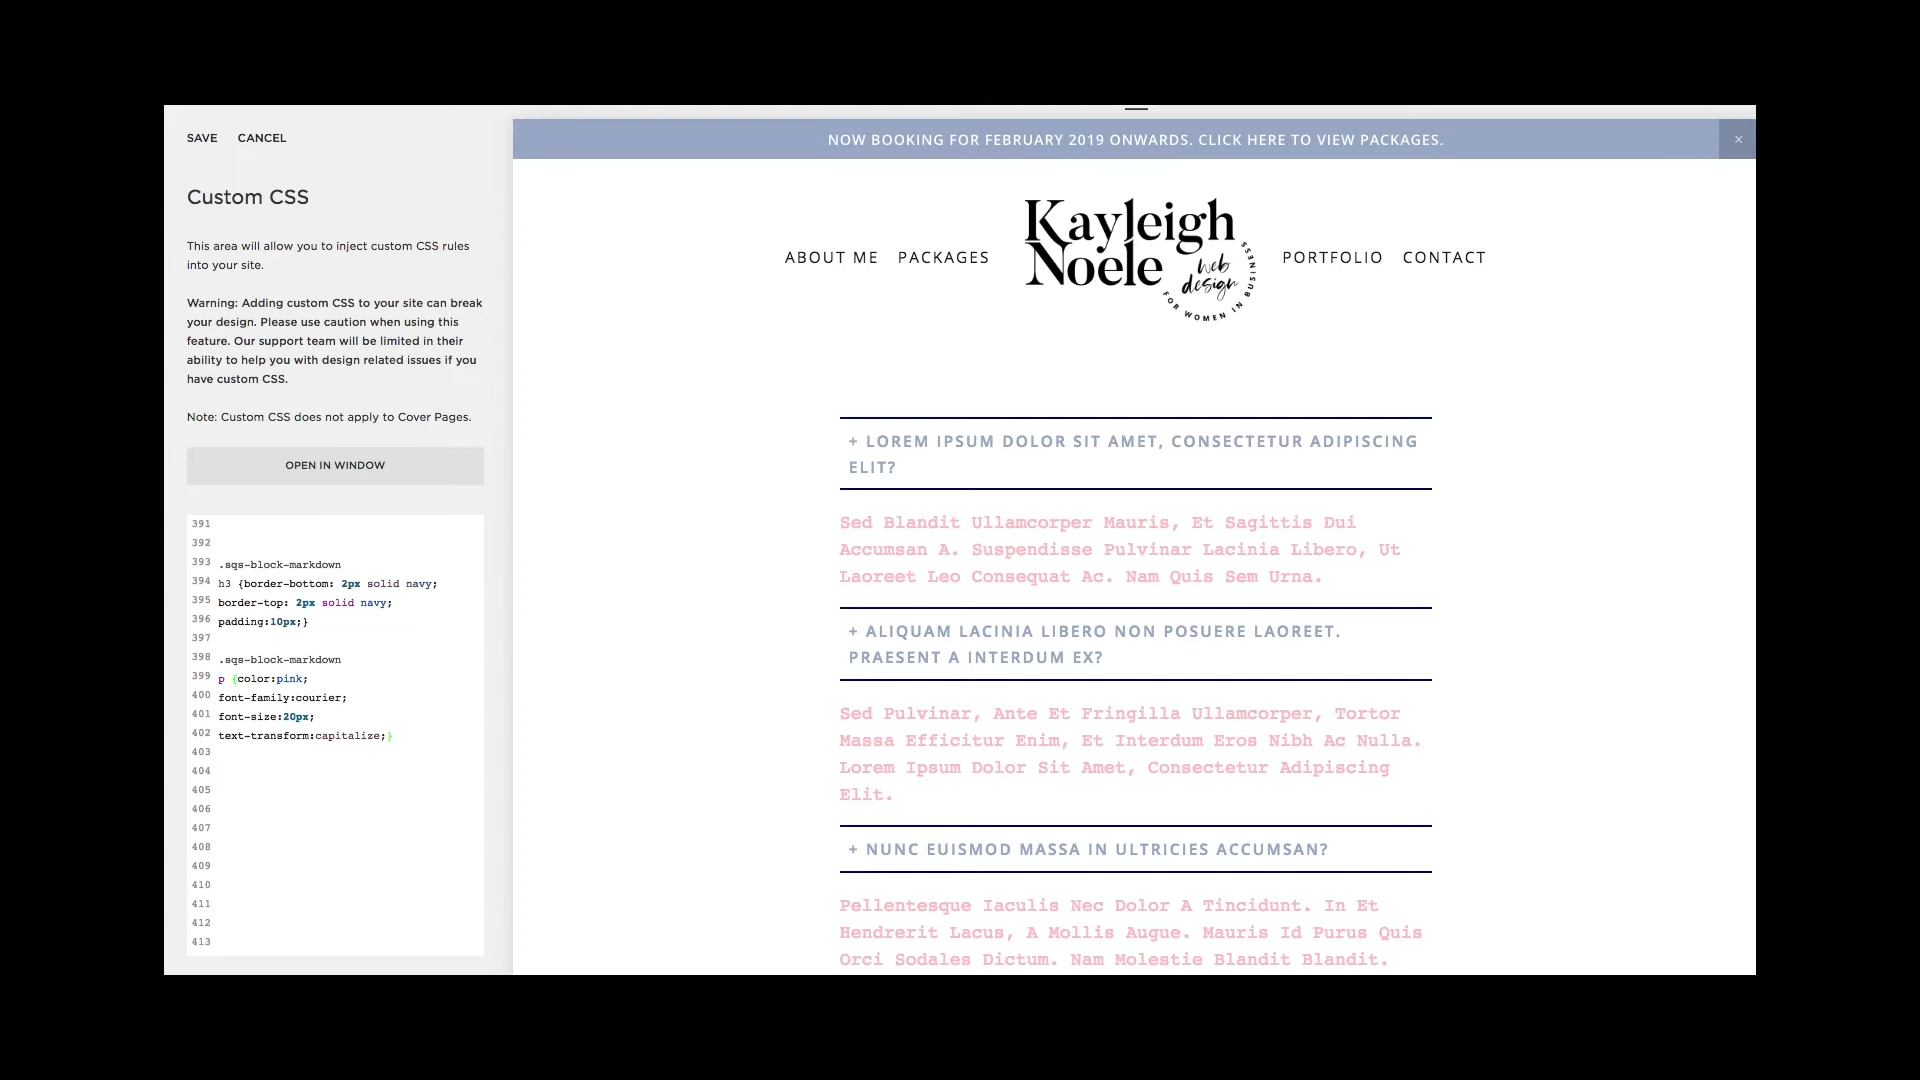 SAVE CANCEL
Custom CSS
This area will allow you to inject custom CSS rules
into your site.
Warning: Adding custom CSS to your site can break
your design. Please use caution when using this
feature. Our support team will be limited in their
ability to help you with design related issues if you
have custom CSS.
Note: Custom CSS does not apply to Cover Pages.
OPEN IN WINDOW
391
392
393 .sqs-block-markdown
394 h3 {border-bottom: 2px solid navy;
395 border-top: 2px solid navy;
396 padding:10px;}
397
398 .sqs-block-markdown
399 p {color:pink;
400 font-family:courier;
401 font-size:20px;
402 text-transform:capitalize;}
403
404
405
406
407
408
409
410
411
412
413
NOW BOOKING FOR FEBRUARY 2019 ONWARDS. CLICK HERE TO VIEW PACKAGES. ×
ABOUT ME PACKAGES
Kayleigh
Noele
web
design
FOR WOMEN IN BUSINESS
PORTFOLIO CONTACT
+ LOREM IPSUM DOLOR SIT AMET, CONSECTETUR ADIPISCING
ELIT?
Sed Blandit Ullamcorper Mauris, Et Sagittis Dui
Accumsan A. Suspendisse Pulvinar Lacinia Libero, Ut
Laoreet Leo Consequat Ac. Nam Quis Sem Urna.
+ ALIQUAM LACINIA LIBERO NON POSUERE LAOREET.
PRAESENT A INTERDUM EX?
Sed Pulvinar, Ante Et Fringilla Ullamcorper, Tortor
Massa Efficitur Enim, Et Interdum Eros Nibh Ac Nulla.
Lorem Ipsum Dolor Sit Amet, Consectetur Adipiscing
Elit.
+ NUNC EUISMOD MASSA IN ULTRICIES ACCUMSAN?
Pellentesque Iaculis Nec Dolor A Tincidunt. In Et
Hendrerit Lacus, A Mollis Augue. Mauris Id Purus Quis
Orci Sodales Dictum. Nam Molestie Blandit Blandit.